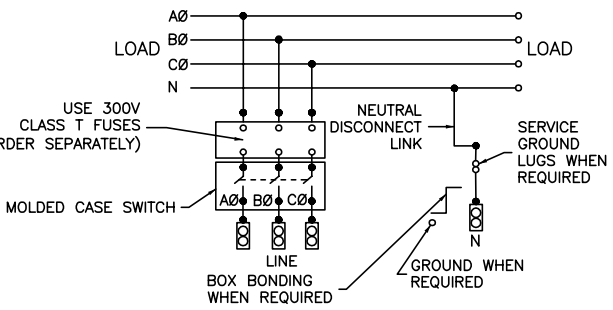 AØ
BØ
LOAD
LOAD
CØ
N
USE 300V
CLASS T FUSES
RDER SEPARATELY)
NEUTRAL
DISCONNECT
LINK
SERVICE
GROUND
LUGS WHEN
REQUIRED
MOLDED CASE SWITCH
AØ BØ CØ
N
LINE
BOX BONDING
WHEN REQUIRED
GROUND WHEN
REQUIRED